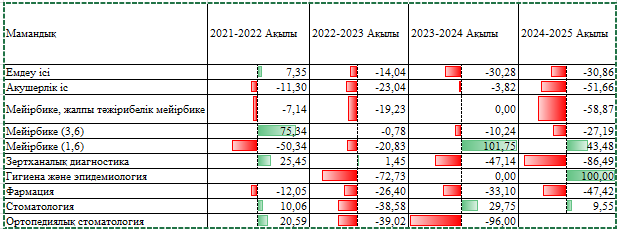 Мамандық 2021-2022 Ақылы 2022-2023 Ақылы 2023-2024 Ақылы 2024-2025 Ақылы
Емдеу ісі 7,35 -14,04 -30,28 -30,86
Акушерлік іс -11,30 -23,04 -3,82 -51,66
Мейірбике, жалпы тәжірибелік мейірбике -7,14 -19,23 0,00 -58,87
Мейірбике (3,6) 75,34 -0,78 -10,24 -27,19
Мейірбике (1,6) -50,34 -20,83 101,75 43,48
Зертханалық диагностика 25,45 1,45 -47,14 -86,49
Гигиена және эпидемиология -72,73 0,00 100,00
Фармация -12,05 -26,40 -33,10 -47,42
Стоматология 10,06 -38,58 29,75 9,55
Ортопедиялық стоматология 20,59 -39,02 -96,00